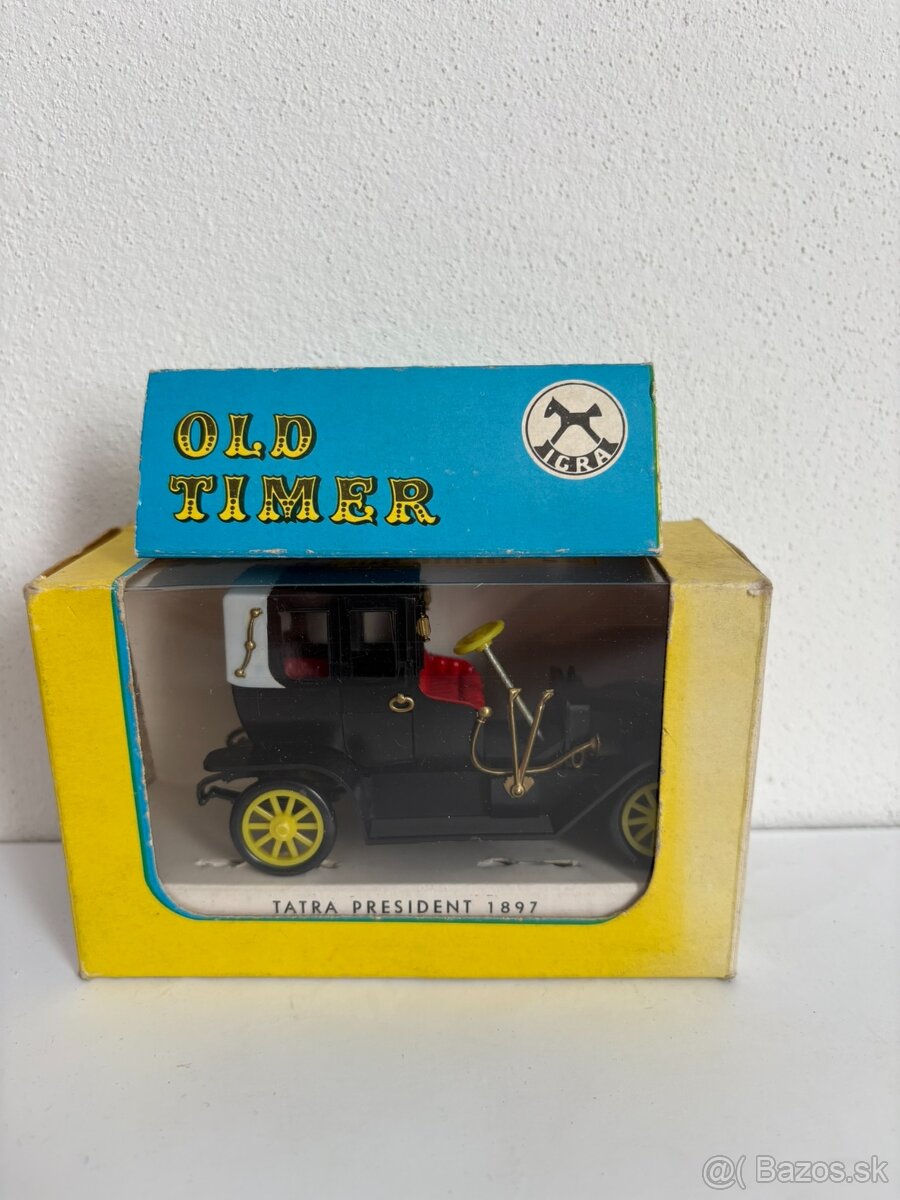 OLD
TIMER
IGRA
TATRA PRESIDENT 1897
@( Bazos.sk